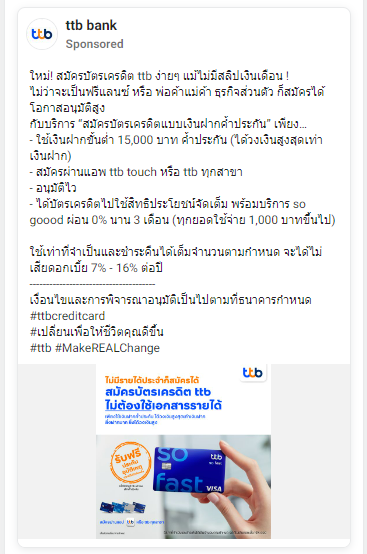 ttb bank
Sponsored
ใหม่! สมัครบัตรเครดิต ttb ง่ายๆ แม้ไม่มีสลิปเงินเดือน !
ไม่ว่าจะเป็นฟรีแลนซ์ หรือ พ่อค้าแม่ค้า ธุรกิจส่วนตัว ก็สมัครได้
โอกาสอนุมัติสูง
กับบริการ “สมัครบัตรเครดิตแบบเงินฝากค้ำประกัน” เพียง...
- ใช้เงินฝากขั้นต่ำ 15,000 บาท ค้ำประกัน (ได้วงเงินสูงสุดเท่า
เงินฝาก)
- สมัครผ่านแอพ ttb touch หรือ ttb ทุกสาขา
- อนุมัติไว
- ได้บัตรเครดิตไปใช้สิทธิประโยชน์จัดเต็ม พร้อมบริการ so
goood ผ่อน 0% นาน 3 เดือน (ทุกยอดใช้จ่าย 1,000 บาทขึ้นไป)
ใช้เท่าที่จำเป็นและชำระคืนได้เต็มจำนวนตามกำหนด จะได้ไม่
เสียดอกเบี้ย 7% - 16% ต่อปี
------------------------------------
เงื่อนไขและการพิจารณาอนุมัติเป็นไปตามที่ธนาคารกำหนด
#ttbcreditcard
#เปลี่ยนเพื่อให้ชีวิตคุณดีขึ้น
#ttb #MakeREALChange
ttb
ไม่มีรายได้ประจำก็สมัครได้
สมัครบัตรเครดิต ttb
ไม่ต้องใช้เอกสารรายได้
รับฟรี
so
fast
ttb
so fast
VISA